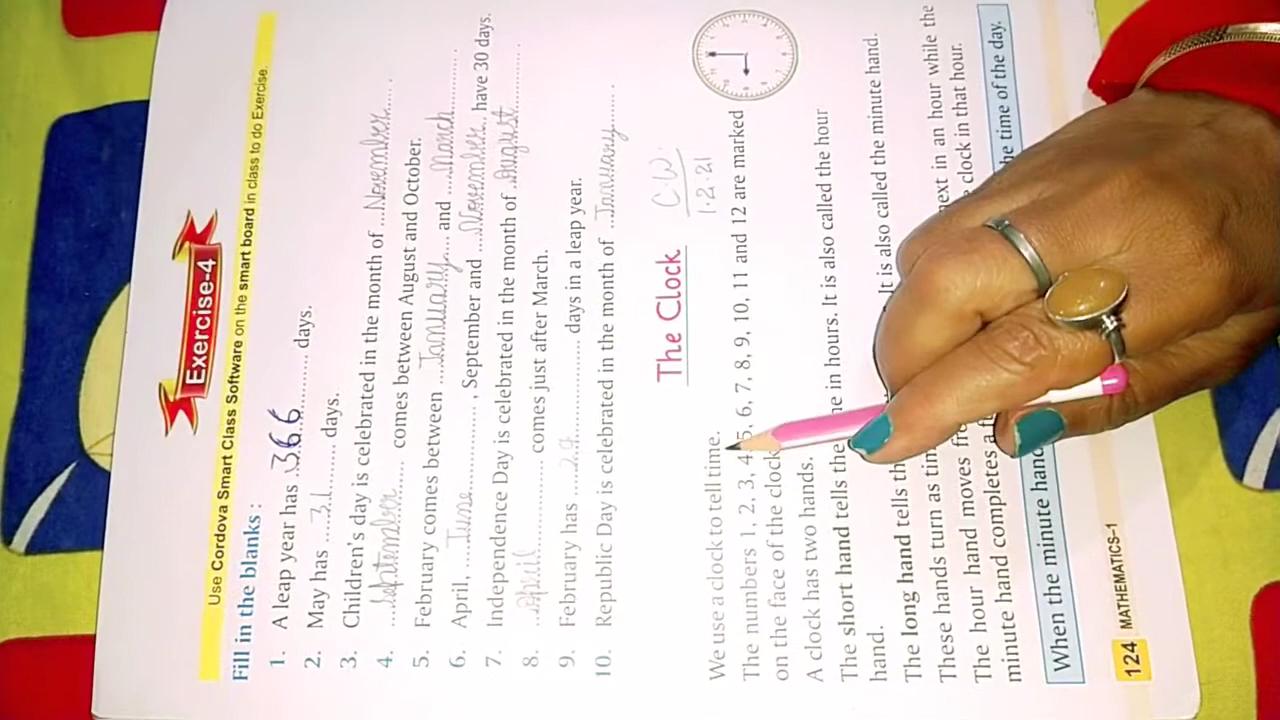 Exercise-4
Use Cordova Smart Class Software on the smart board in class to do Exercise.
Fill in the blanks :
1. A leap year has ...366........ days.
2. May has ....31......... days.
3. Children's day is celebrated in the month of ...November.....
4. ....September..... comes between August and October.
5. February comes between ...January... and ....March..........
6. April, ....June.............. , September and ....November.. have 30 days.
7. Independence Day is celebrated in the month of ..August..........
8. ...April................. comes just after March.
9. February has ....29.................. days in a leap year.
10. Republic Day is celebrated in the month of ..January......
The Clock
C.W.
1.2.21
We use a clock to tell time.
The numbers 1, 2, 3, 4, 5, 6, 7, 8, 9, 10, 11 and 12 are marked
on the face of the clock
A clock has two hands.
The short hand tells the in hours. It is also called the hour
hand.
The long hand tells It is also called the minute hand.
These hands turn as in an hour while the
The hour hand moves clock in that hour.
minute hand completes a
When the minute time of the day.
124 MATHEMATICS–1